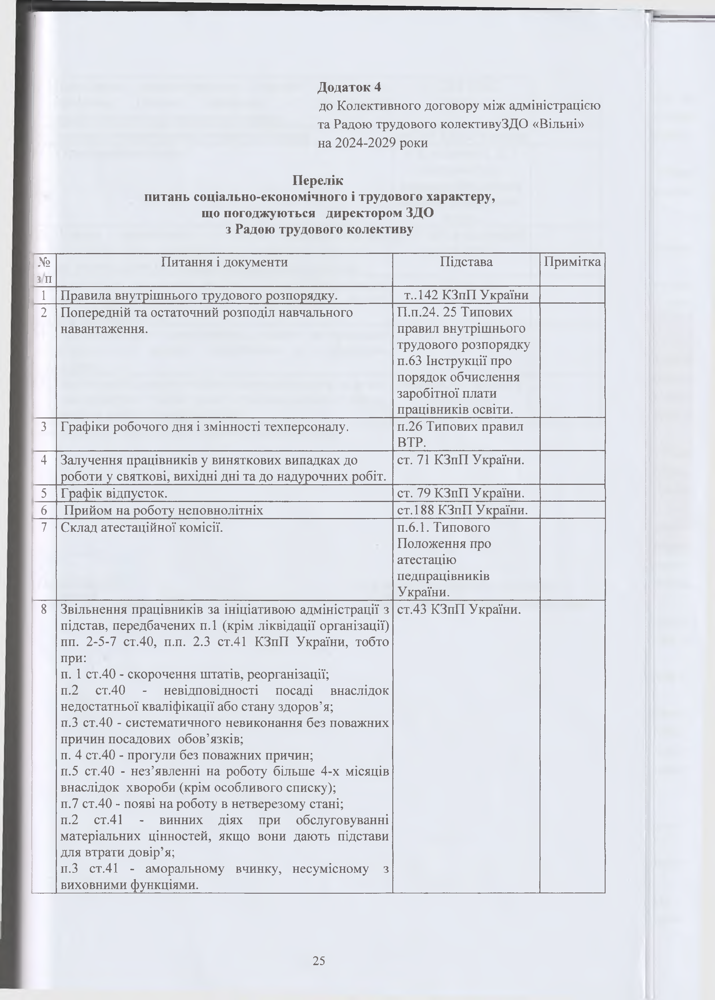 Додаток 4
до Колективного договору між адміністрацією
та Радою трудового колективуЗДО «Вільні»
на 2024-2029 роки
Перелік
питань соціально-економічного і трудового характеру,
що погоджуються директором ЗДО
з Радою трудового колективу
№ з/п Питання і документи Підстава Примітка
1 Правила внутрішнього трудового розпорядку. т..142 КЗпП України
2 Попередній та остаточний розподіл навчального
навантаження.
П.п.24. 25 Типових
правил внутрішнього
трудового розпорядку
п.63 Інструкції про
порядок обчислення
заробітної плати
працівників освіти.
3 Графіки робочого дня і змінності техперсоналу.
п.26 Типових правил
ВТР.
4 Залучення працівників у виняткових випадках до
роботи у святкові, вихідні дні та до надурочних робіт.
ст. 71 КЗпП України.
5 Графік відпусток. ст. 79 КЗпП України.
6 Прийом на роботу неповнолітніх ст.188 КЗпП України.
7 Склад атестаційної комісії.
п.6.1. Типового
Положення про
атестацію
педпрацівників
України.
8 Звільнення працівників за ініціативою адміністрації з
підстав, передбачених п.1 (крім ліквідації організації)
пп. 2-5-7 ст.40, п.п. 2.3 ст.41 КЗпП України, тобто
при:
п. 1 ст.40 - скорочення штатів, реорганізації;
п.2 ст.40 - невідповідності посаді внаслідок
недостатньої кваліфікації або стану здоров’я;
п.3 ст.40 - систематичного невиконання без поважних
причин посадових обов’язків;
п. 4 ст.40 - прогули без поважних причин;
п.5 ст.40 - нез’явленні на роботу більше 4-х місяців
внаслідок хвороби (крім особливого списку);
п.7 ст.40 - появі на роботу в нетверезому стані;
п.2 ст.41 - винних діях при обслуговуванні
матеріальних цінностей, якщо вони дають підстави
для втрати довір’я;
п.3 ст.41 - аморальному вчинку, несумісному з
виховними функціями.
ст.43 КЗпП України.
25